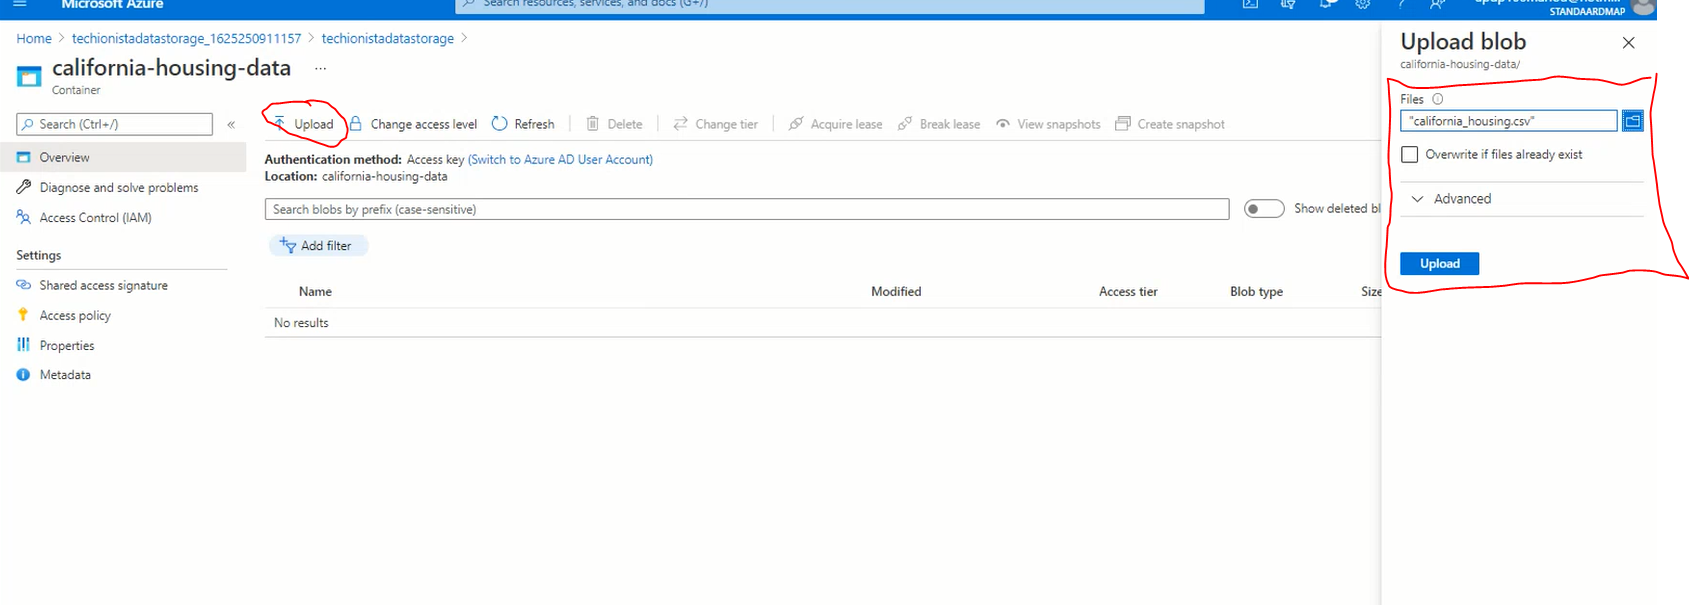 Microsoft Azure
Search resources, services, and docs (G+/)
STANDAARDMAP
Home > techionistadatastorage_1625250911157 > techionistadatastorage >
california-housing-data ...
Container
Search (Ctrl+/) «
Overview
Diagnose and solve problems
Access Control (IAM)
Settings
Shared access signature
Access policy
Properties
Metadata
Upload Change access level Refresh Delete Change tier Acquire lease Break lease View snapshots Create snapshot
Authentication method: Access key (Switch to Azure AD User Account)
Location: california-housing-data
Search blobs by prefix (case-sensitive)
Show deleted bl
Add filter
Name Modified Access tier Blob type Size
No results
Upload blob
california-housing-data/
Files
"california_housing.csv"
Overwrite if files already exist
Advanced
Upload